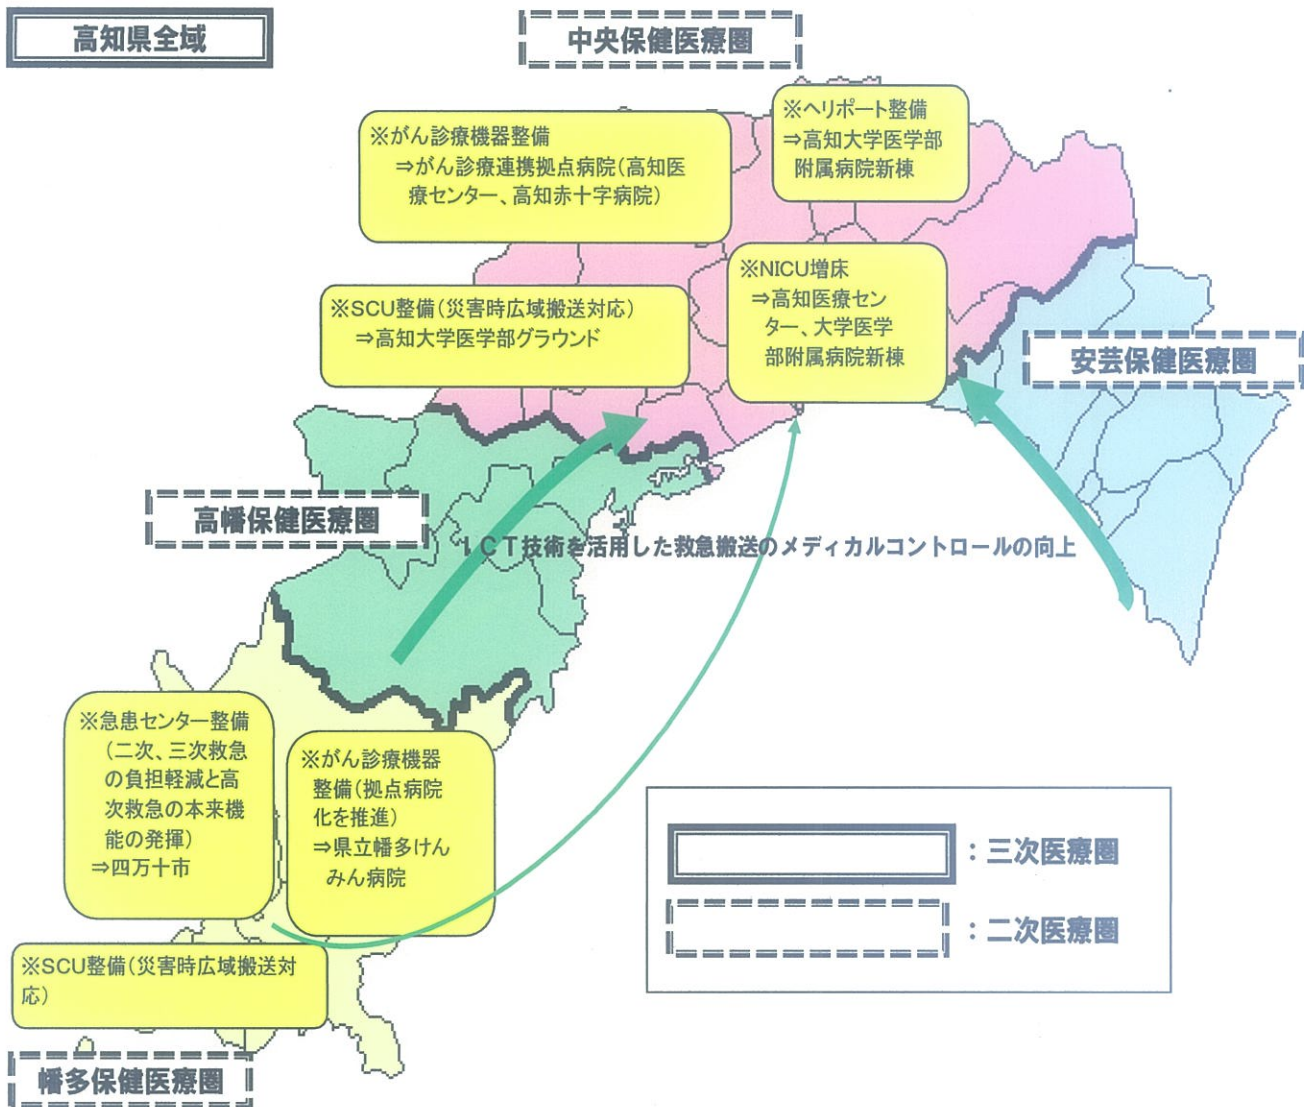 高知県全域
中央保健医療圏
※ヘリポート整備
⇒高知大学医学部
附属病院新棟
※がん診療機器整備
⇒がん診療連携拠点病院(高知医
療センター、高知赤十字病院)
※NICU増床
⇒高知医療セン
ター、大学医学
部附属病院新棟
※SCU整備(災害時広域搬送対応)
⇒高知大学医学部グラウンド
安芸保健医療圏
高幡保健医療圏
ICT技術を活用した救急搬送のメディカルコントロールの向上
※急患センター整備
(二次、三次救急
の負担軽減と高
次救急の本来機
能の発揮)
⇒四万十市
※がん診療機器
整備(拠点病院
化を推進)
⇒県立幡多けん
みん病院
:三次医療圏
:二次医療圏
※SCU整備(災害時広域搬送対
応)
幡多保健医療圏